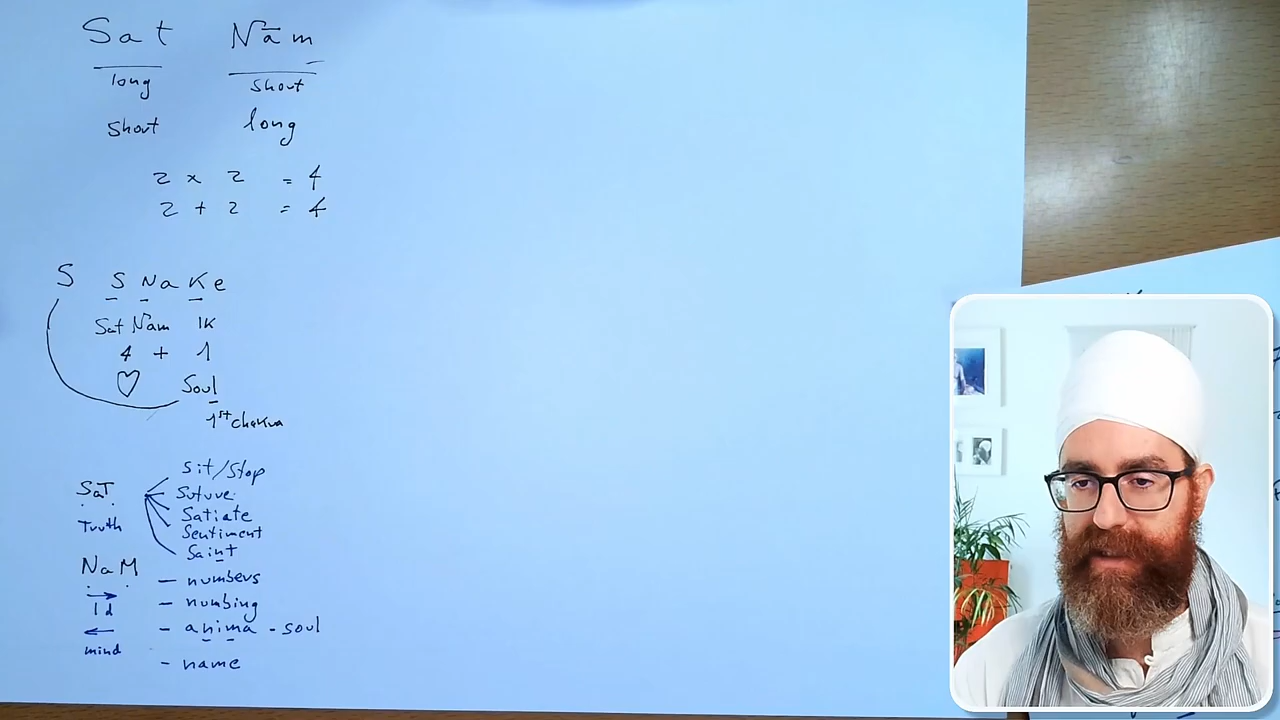 Sat Nām
long short
short long
2 x 2 = 4
2 + 2 = 4
S SNaKe
Sat Nam IK
4 + 1
Soul
1st chakra
SaT
Truth
sit/stop
Suture
Satiate
Sentiment
Saint
NaM
Id
mind
– numbers
– numbing
– anima - soul
– name